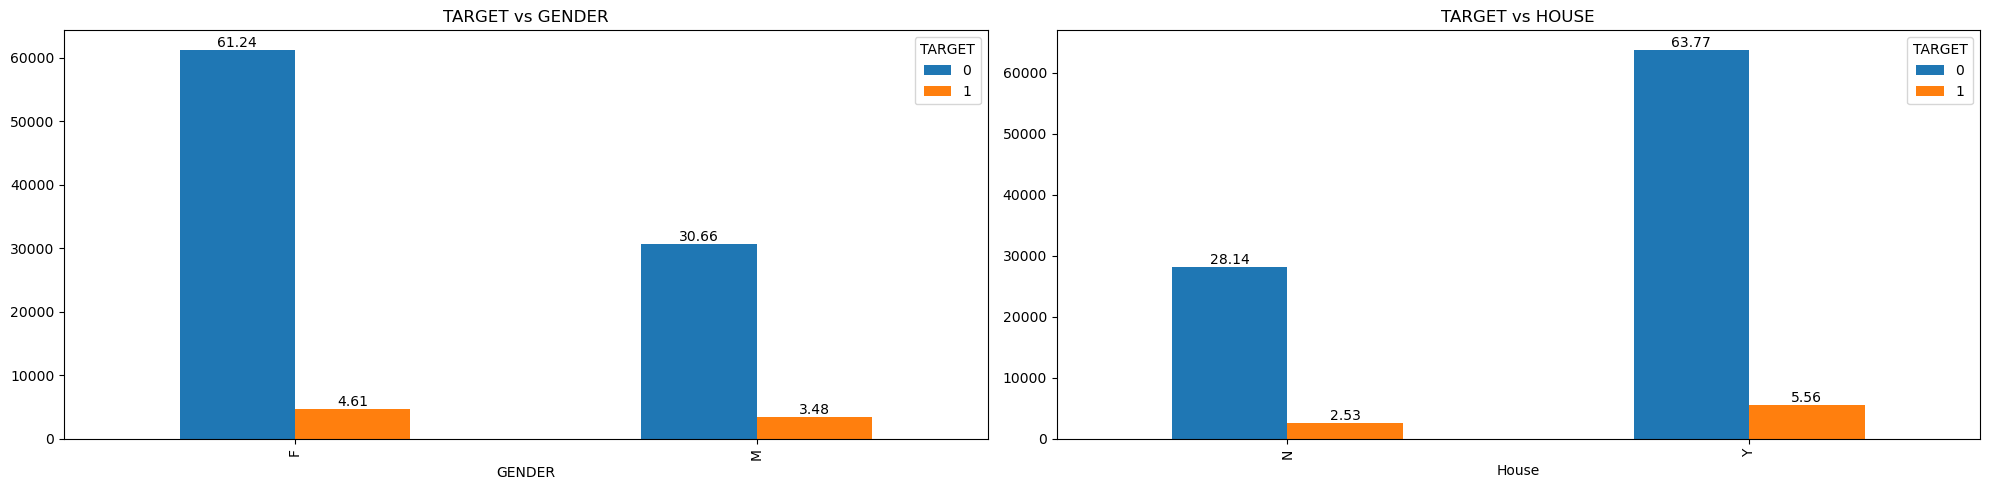 TARGET vs GENDER
60000
50000
40000
30000
20000
10000
0
61.24
4.61
30.66
3.48
TARGET
0
1
F
M
GENDER
TARGET vs HOUSE
60000
50000
40000
30000
20000
10000
0
28.14
2.53
63.77
5.56
TARGET
0
1
N
Y
House